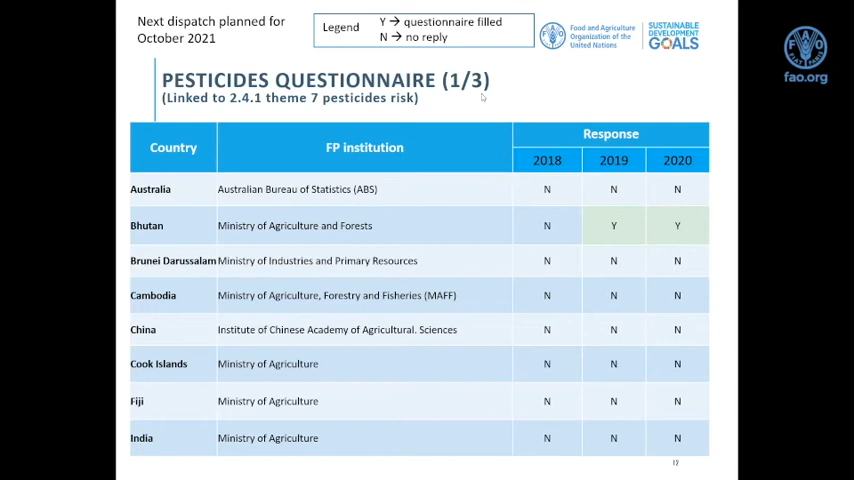 Next dispatch planned for
October 2021
Legend
Y → questionnaire filled
N → no reply
Food and Agriculture
Organization of the
United Nations
SUSTAINABLE
DEVELOPMENT
GOALS
fao.org
PESTICIDES QUESTIONNAIRE (1/3)
(Linked to 2.4.1 theme 7 pesticides risk)
Country FP institution Response
2018 2019 2020
Australia Australian Bureau of Statistics (ABS) N N N
Bhutan Ministry of Agriculture and Forests N Y Y
Brunei Darussalam Ministry of Industries and Primary Resources N N N
Cambodia Ministry of Agriculture, Forestry and Fisheries (MAFF) N N N
China Institute of Chinese Academy of Agricultural. Sciences N N N
Cook Islands Ministry of Agriculture N N N
Fiji Ministry of Agriculture N N N
India Ministry of Agriculture N N N